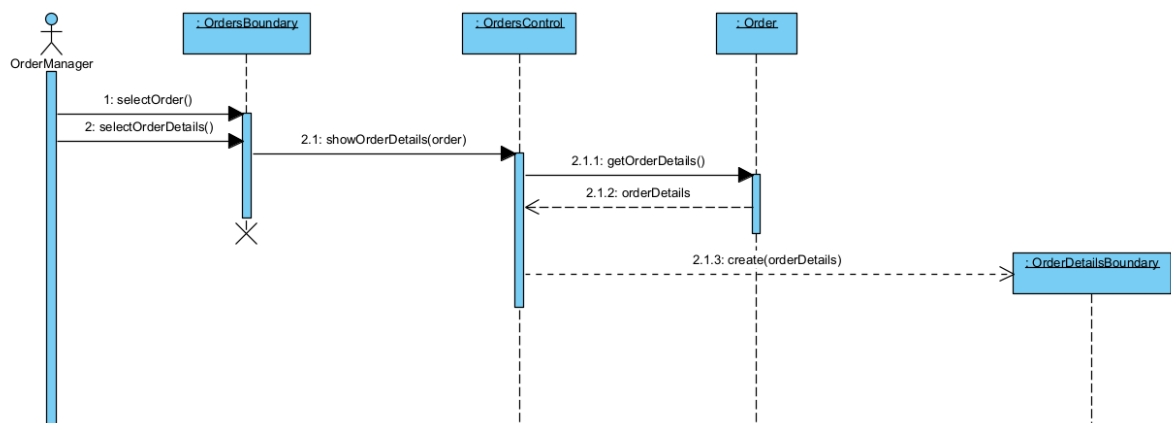 : OrdersBoundary
: OrdersControl
: Order
OrderManager
1: selectOrder()
2: selectOrderDetails()
2.1: showOrderDetails(order)
2.1.1: getOrderDetails()
2.1.2: orderDetails
2.1.3: create(orderDetails)
: OrderDetailsBoundary